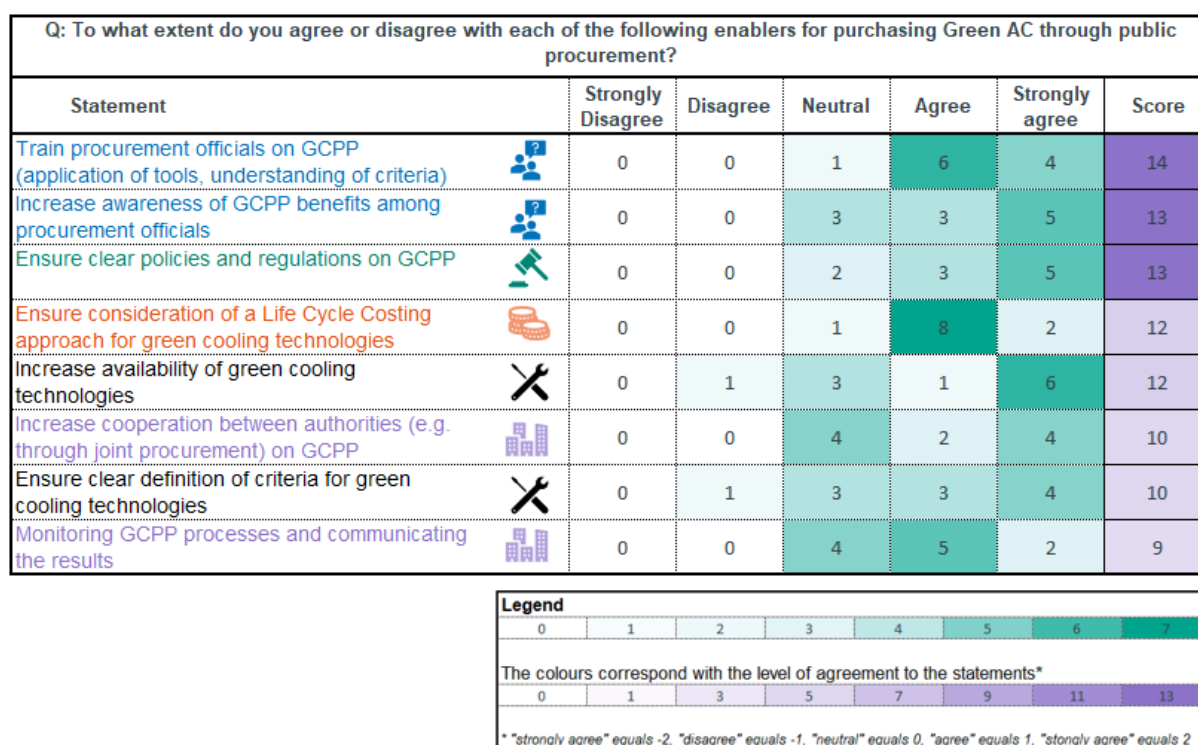 Q: To what extent do you agree or disagree with each of the following enablers for purchasing Green AC through public
procurement?
Statement Strongly Disagree Disagree Neutral Agree Strongly agree Score
Train procurement officials on GCPP
(application of tools, understanding of criteria) ? 0 0 1 6 4 14
Increase awareness of GCPP benefits among
procurement officials ? 0 0 3 3 5 13
Ensure clear policies and regulations on GCPP 0 0 2 3 5 13
Ensure consideration of a Life Cycle Costing
approach for green cooling technologies 0 0 1 8 2 12
Increase availability of green cooling
technologies 0 1 3 1 6 12
Increase cooperation between authorities (e.g.
through joint procurement) on GCPP 0 0 4 2 4 10
Ensure clear definition of criteria for green
cooling technologies 0 1 3 3 4 10
Monitoring GCPP processes and communicating
the results 0 0 4 5 2 9
Legend
0 1 2 3 4 5 6 7
The colours correspond with the level of agreement to the statements*
0 1 3 5 7 9 11 13
* "strongly agree" equals -2, "disagree" equals -1, "neutral" equals 0, "agree" equals 1, "stongly agree" equals 2